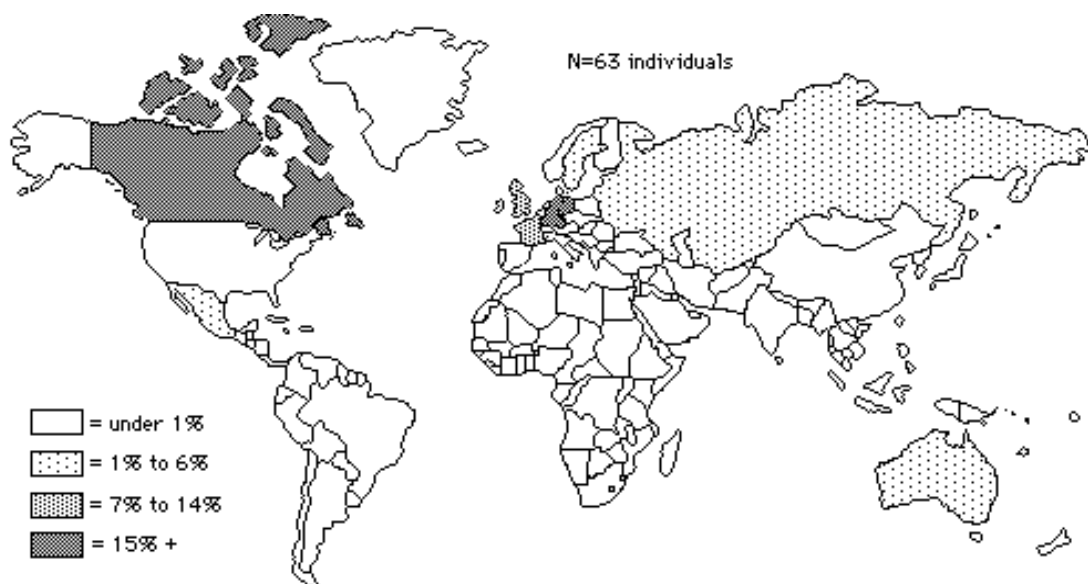 N=63 individuals
= under 1%
= 1% to 6%
= 7% to 14%
= 15% +